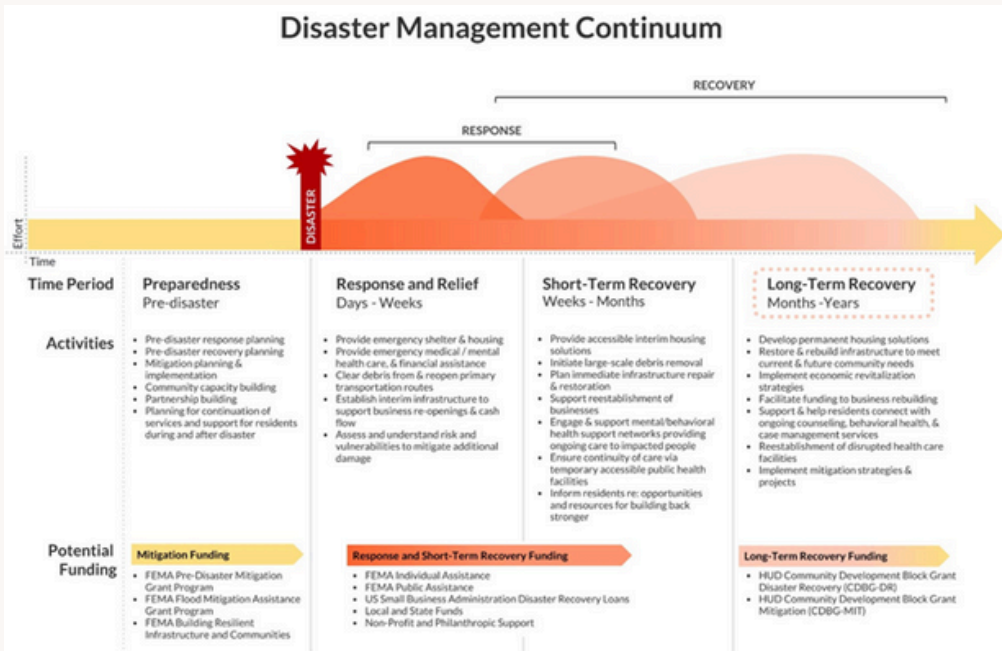 Disaster Management Continuum
RECOVERY
RESPONSE
DISASTER
Effort
Time
Time Period
Preparedness
Pre-disaster
Response and Relief
Days - Weeks
Short-Term Recovery
Weeks - Months
Long-Term Recovery
Months -Years
Activities
• Pre-disaster response planning
• Pre-disaster recovery planning
• Mitigation planning &
implementation
• Community capacity building
• Partnership building
• Planning for continuation of
services and support for residents
during and after disaster
• Provide emergency shelter & housing
• Provide emergency medical / mental
health care, & financial assistance
• Clear debris from & reopen primary
transportation routes
• Establish interim infrastructure to
support business re-openings & cash
flow
• Assess and understand risk and
vulnerabilities to mitigate additional
damage
• Provide accessible interim housing
solutions
• Initiate large-scale debris removal
• Plan immediate infrastructure repair
& restoration
• Support reestablishment of
businesses
• Engage & support mental/behavioral
health support networks providing
ongoing care to impacted people
• Ensure continuity of care via
temporary accessible public health
facilities
• Inform residents re: opportunities
and resources for building back
stronger
• Develop permanent housing solutions
• Restore & rebuild infrastructure to meet
current & future community needs
• Implement economic revitalization
strategies
• Facilitate funding to business rebuilding
• Support & help residents connect with
ongoing counseling, behavioral health, &
case management services
• Reestablishment of disrupted health care
facilities
• Implement mitigation strategies &
projects
Potential
Funding
Mitigation Funding
• FEMA Pre-Disaster Mitigation
Grant Program
• FEMA Flood Mitigation Assistance
Grant Program
• FEMA Building Resilient
Infrastructure and Communities
Response and Short-Term Recovery Funding
• FEMA Individual Assistance
• FEMA Public Assistance
• US Small Business Administration Disaster Recovery Loans
• Local and State Funds
• Non-Profit and Philanthropic Support
Long-Term Recovery Funding
• HUD Community Development Block Grant
Disaster Recovery (CDBG-DR)
• HUD Community Development Block Grant
Mitigation (CDBG-MIT)